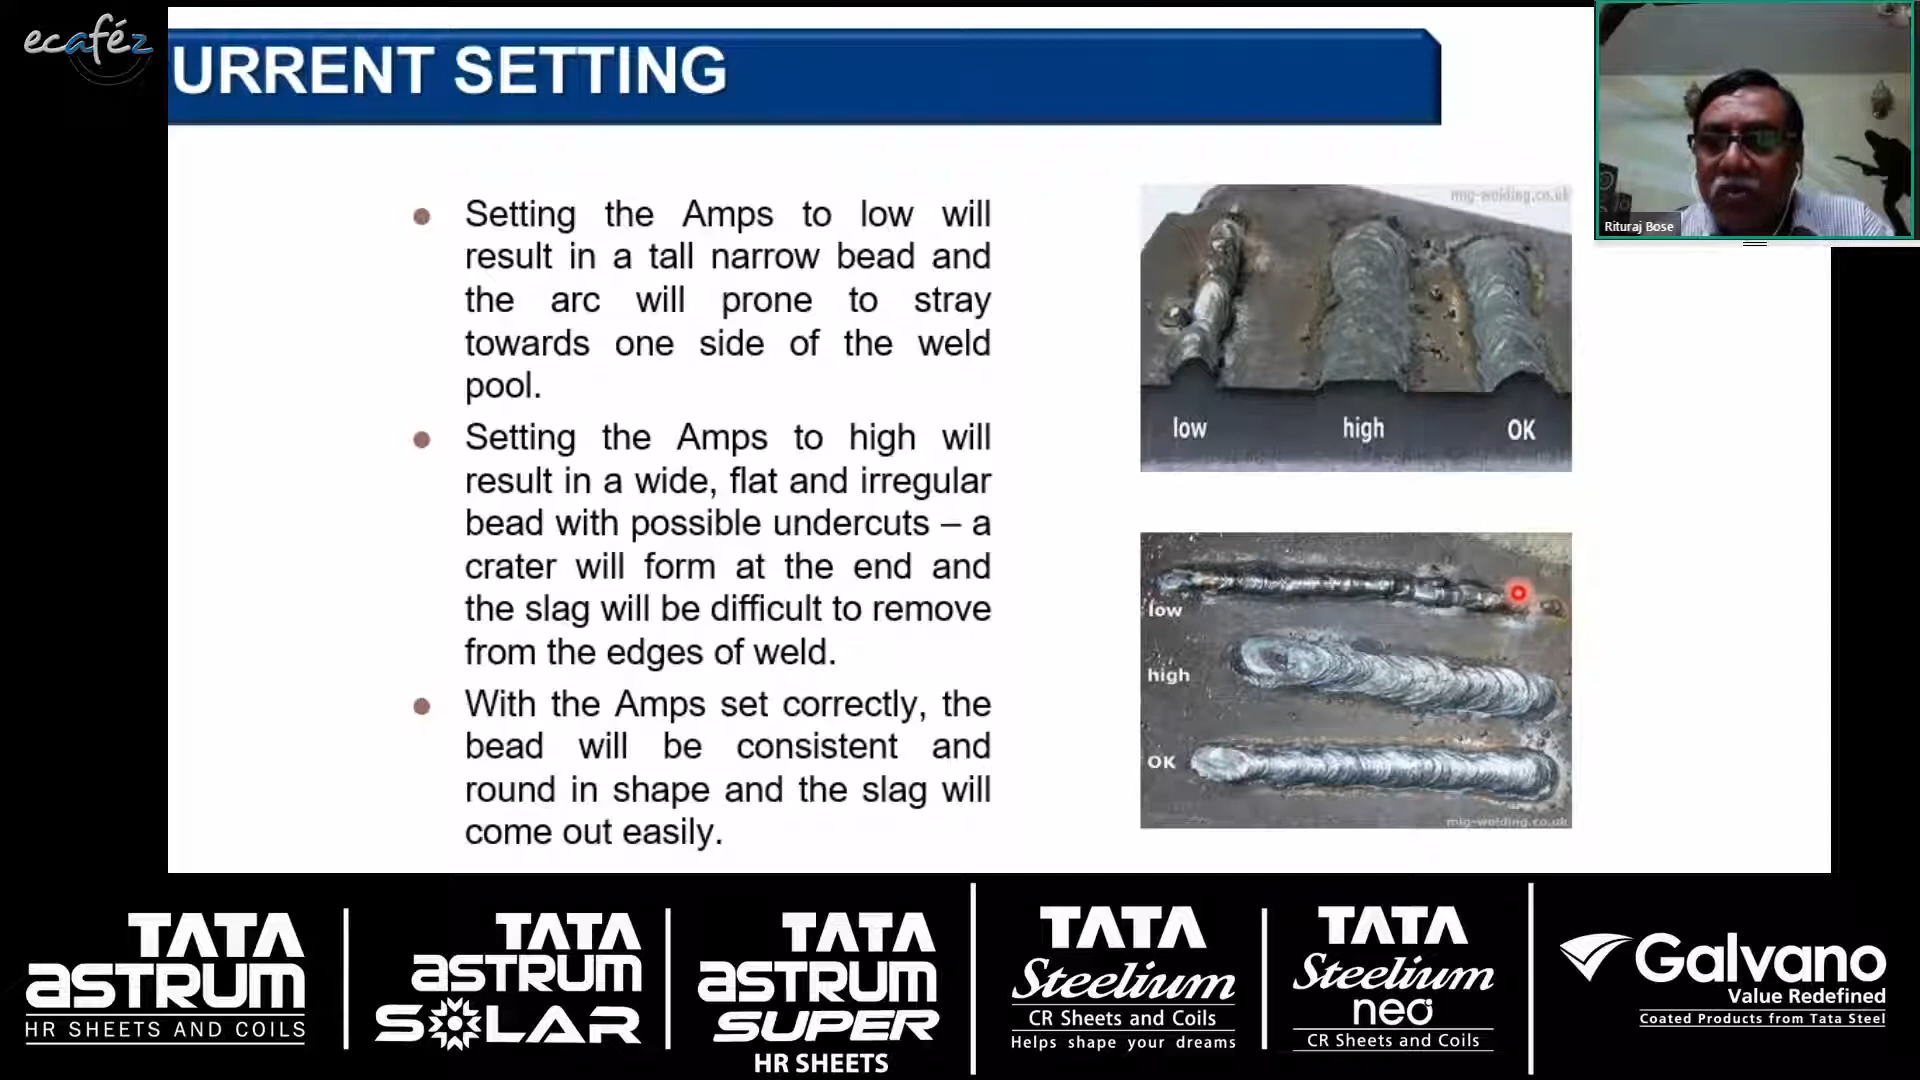 ecaféz
URRENT SETTING
Rituraj Bose
Setting the Amps to low will
result in a tall narrow bead and
the arc will prone to stray
towards one side of the weld
pool.
Setting the Amps to high will
result in a wide, flat and irregular
bead with possible undercuts – a
crater will form at the end and
the slag will be difficult to remove
from the edges of weld.
With the Amps set correctly, the
bead will be consistent and
round in shape and the slag will
come out easily.
mig-welding.co.uk
low high OK
low
high
OK
mig-welding.co.uk
TATA
ASTRUM
HR SHEETS AND COILS
TATA
ASTRUM
SOLAR
TATA
ASTRUM
SUPER
HR SHEETS
TATA
Steelium
CR Sheets and Coils
Helps shape your dreams
TATA
Steelium
neo
CR Sheets and Coils
Galvano
Value Redefined
Coated Products from Tata Steel